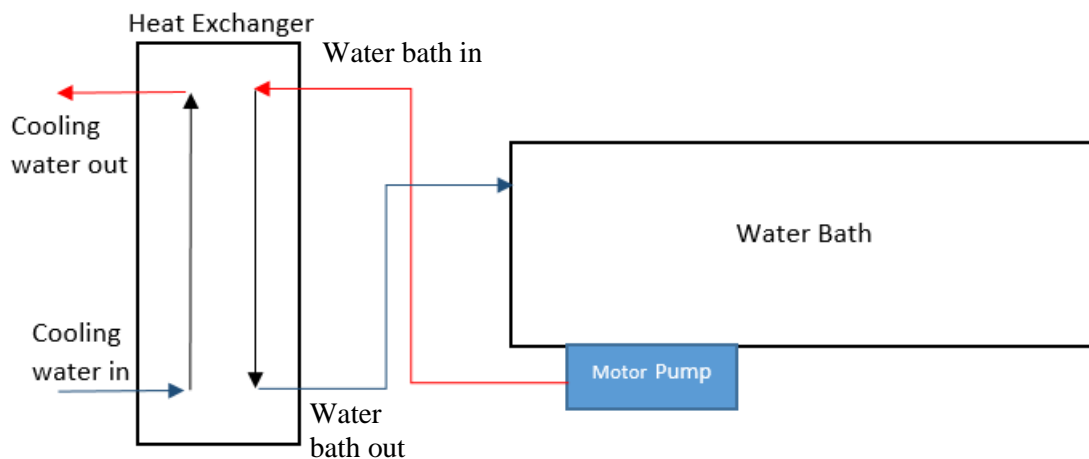 Heat Exchanger
Water bath in
Cooling
water out
Water Bath
Cooling
water in
Motor Pump
Water
bath out